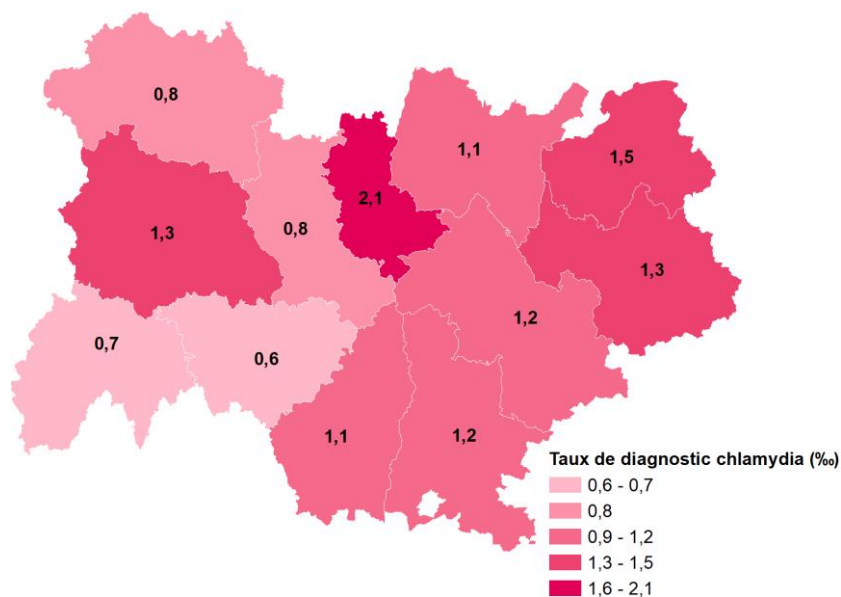 0,8
1,1
1,5
2,1
1,3
0,8
1,3
1,2
0,7
0,6
1,1
1,2
Taux de diagnostic chlamydia (‰)
0,6 - 0,7
0,8
0,9 - 1,2
1,3 - 1,5
1,6 - 2,1